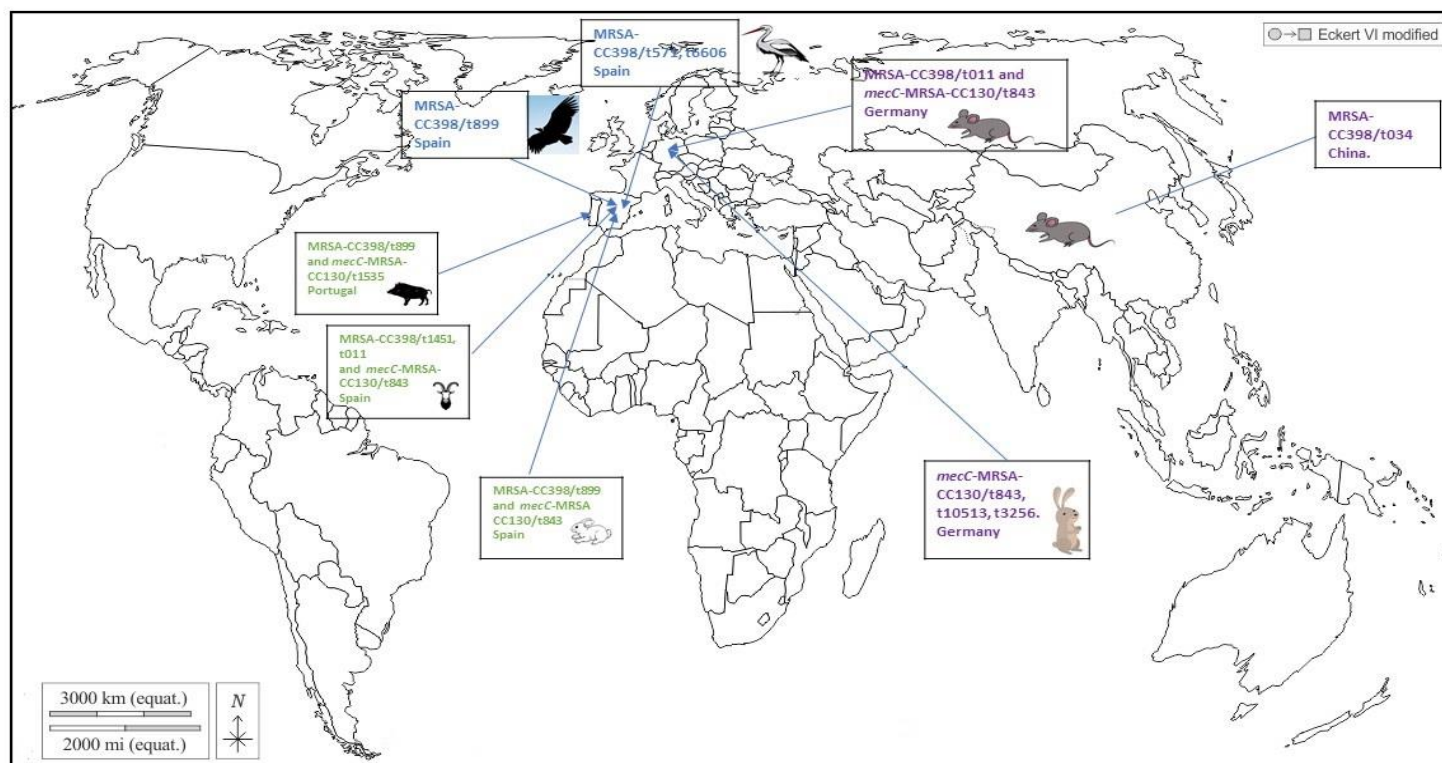 MRSA-
CC398/t571, t6606
Spain
Eckert VI modified
MRSA-CC398/t011 and
mecC-MRSA-CC130/t843
Germany
MRSA-
CC398/t899
Spain
MRSA-
CC398/t034
China.
MRSA-CC398/t899
and mecC-MRSA-
CC130/t1535
Portugal
MRSA-CC398/t1451,
t011
and mecC-MRSA-
CC130/t843
Spain
MRSA-CC398/t899
and mecC-MRSA
CC130/t843
Spain
mecC-MRSA-
CC130/t843,
t10513, t3256.
Germany
3000 km (equat.)
2000 mi (equat.)
N